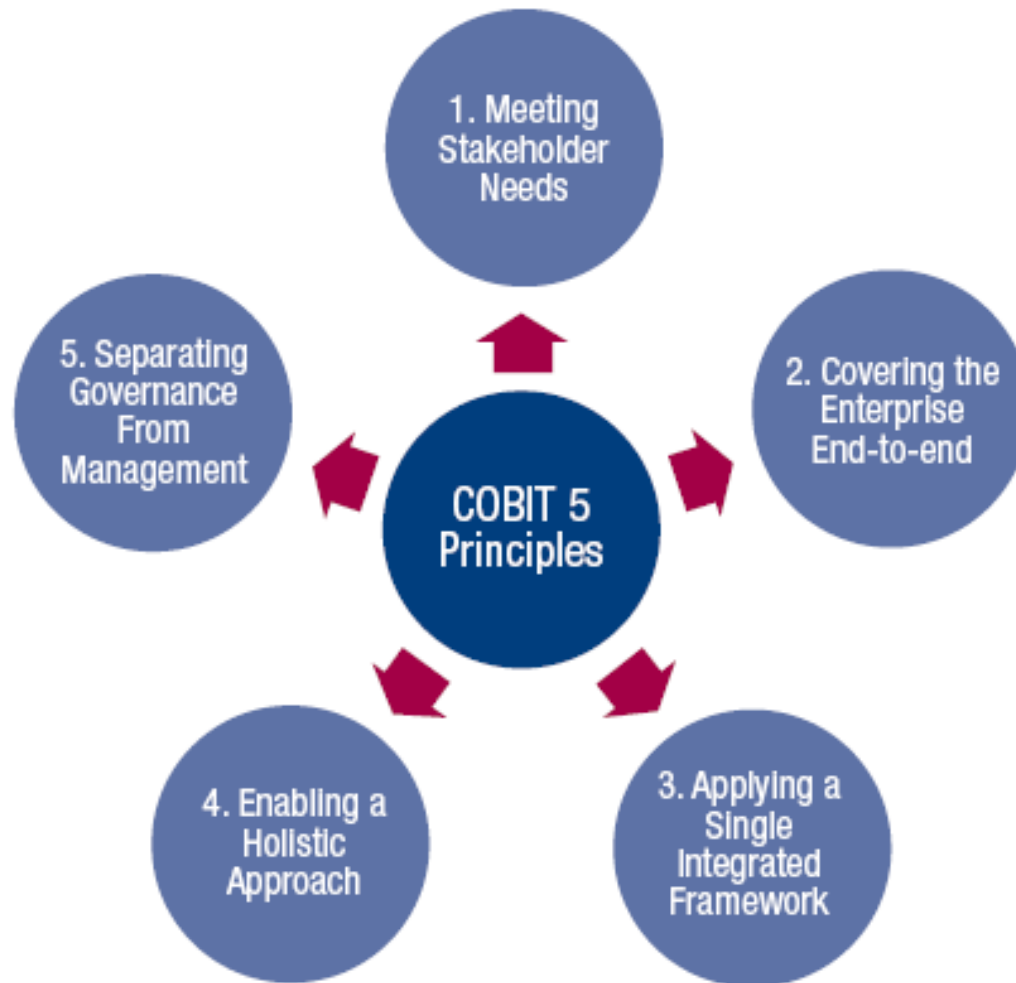 1. Meeting
Stakeholder
Needs
2. Covering the
Enterprise
End-to-end
3. Applying a
Single
Integrated
Framework
4. Enabling a
Holistic
Approach
5. Separating
Governance
From
Management
COBIT 5
Principles